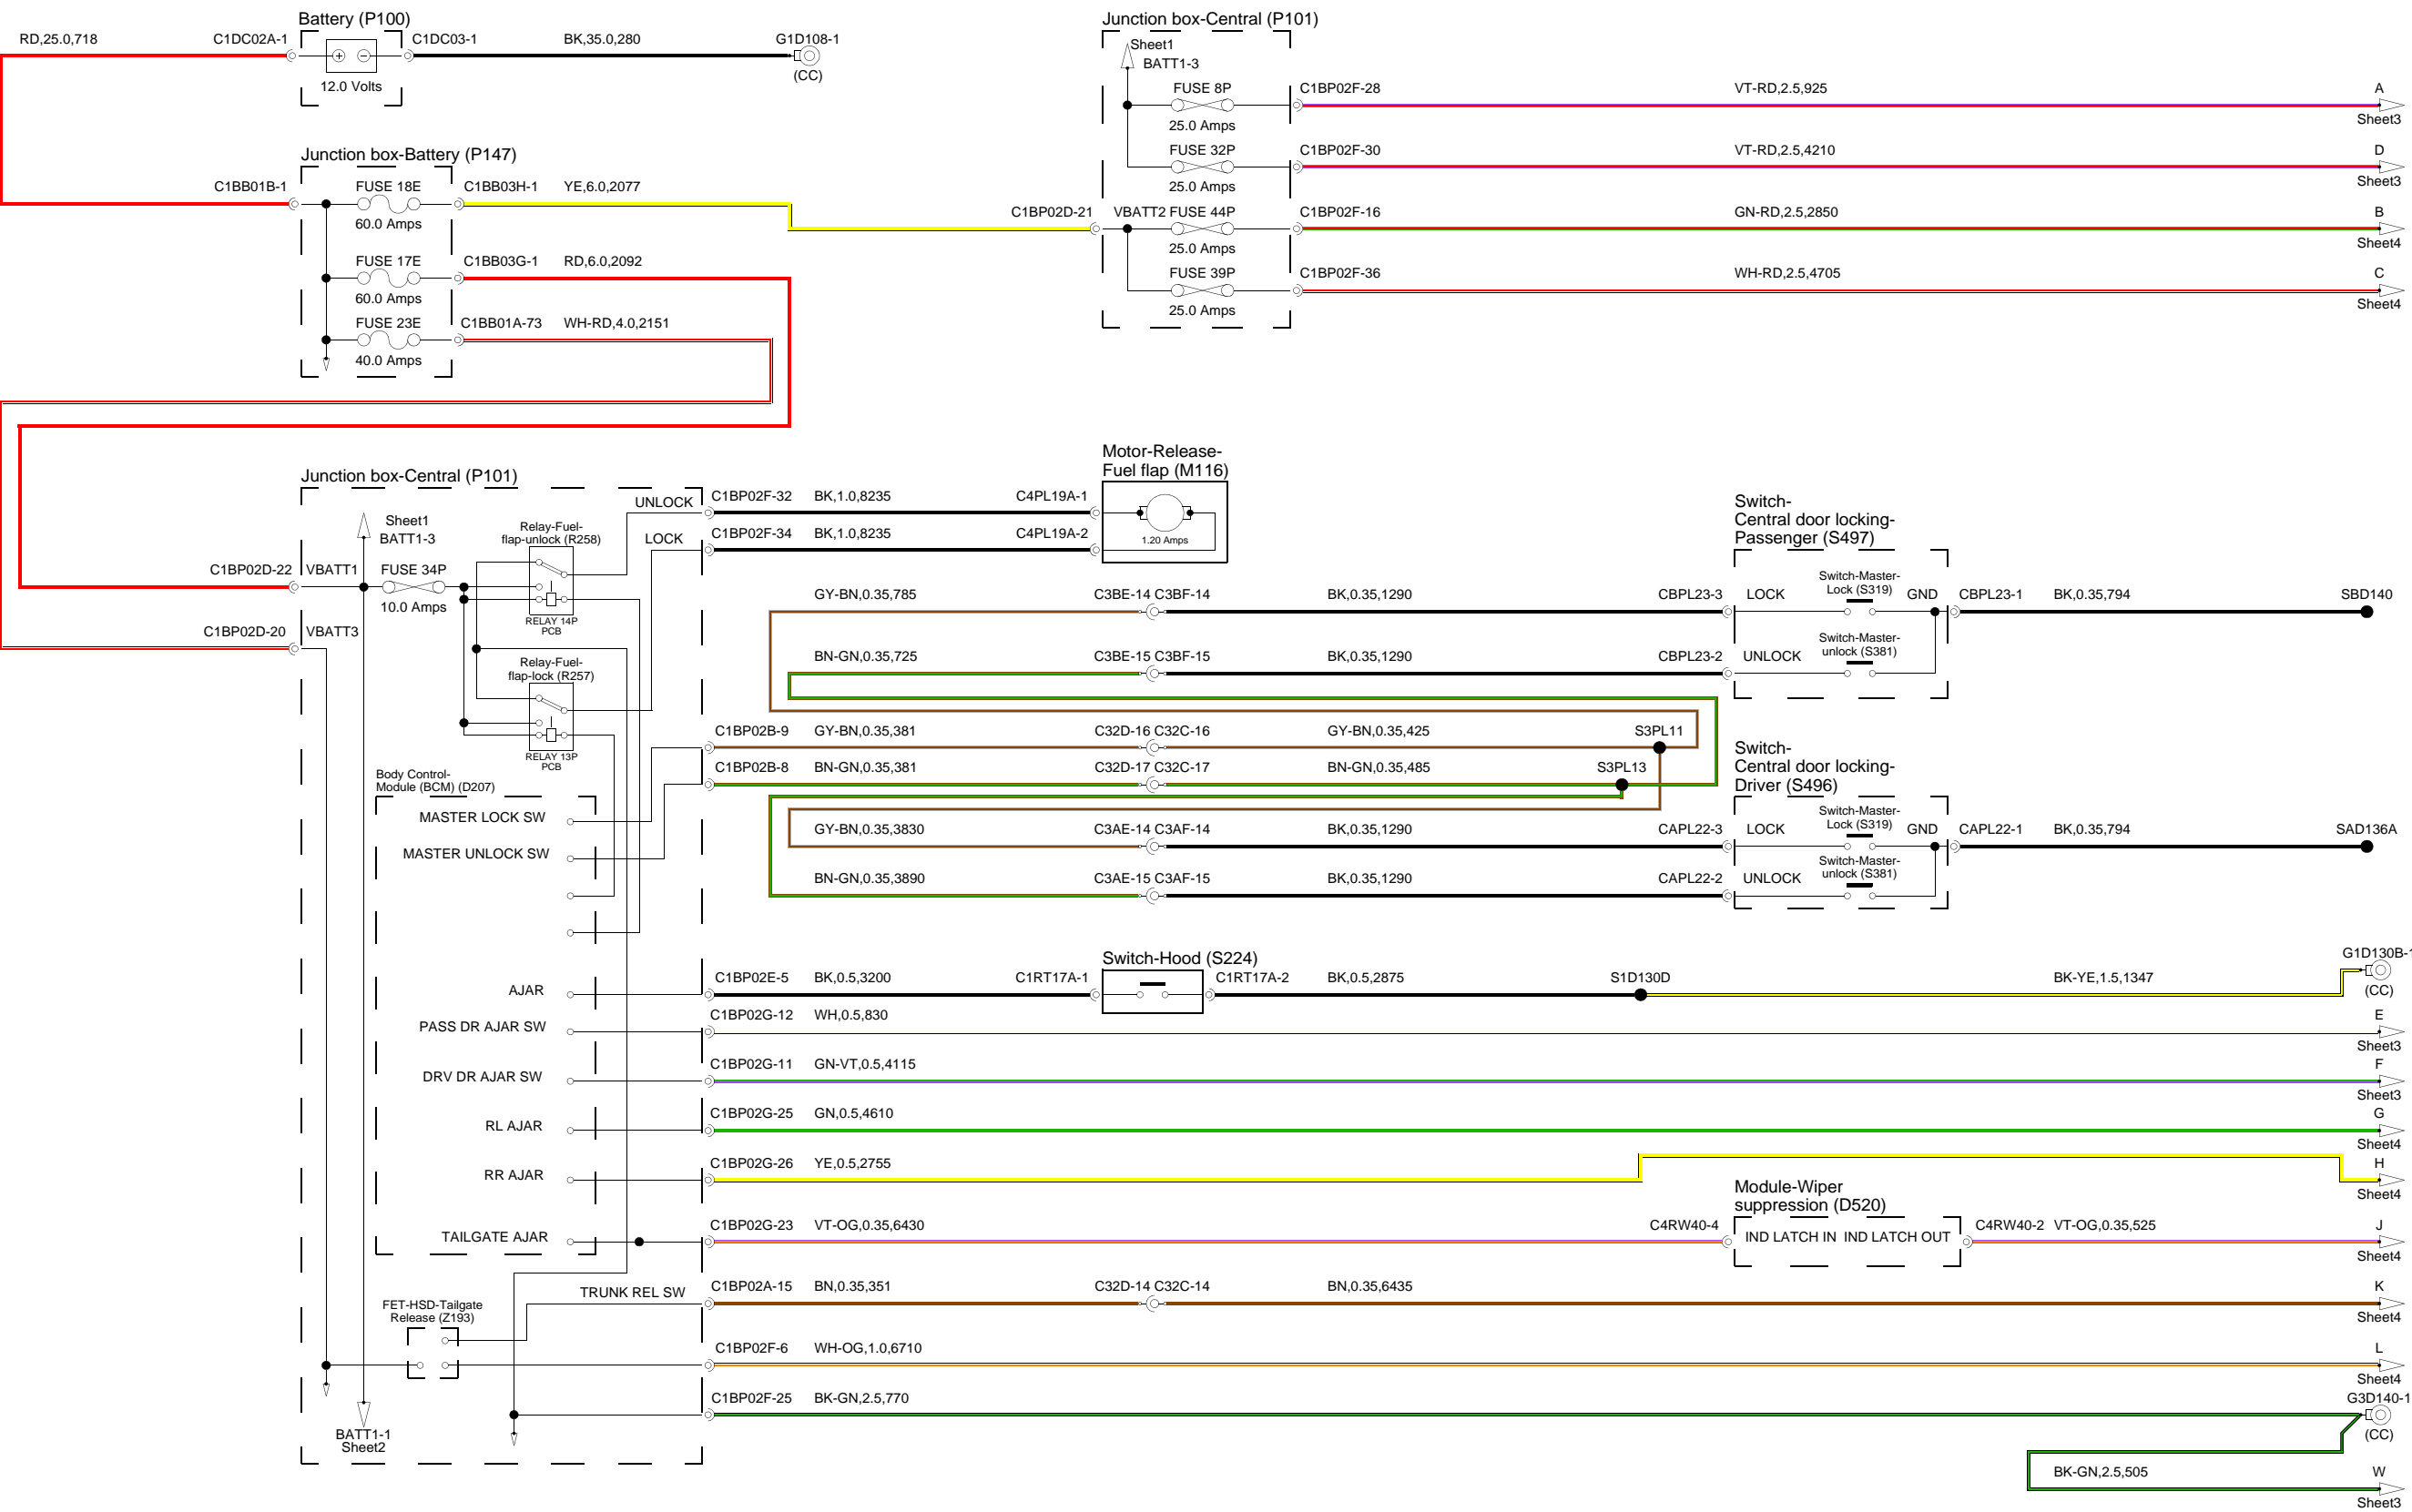 Battery (P100)
RD,25.0,718
C1DC02A-1
C1DC03-1
BK,35.0,280
G1D108-1
(CC)
12.0 Volts
Junction box-Central (P101)
Sheet1
BATT1-3
FUSE 8P
25.0 Amps
C1BP02F-28
VT-RD,2.5,925
A
Sheet3
FUSE 32P
25.0 Amps
C1BP02F-30
VT-RD,2.5,4210
D
Sheet3
C1BP02D-21
VBATT2
FUSE 44P
25.0 Amps
C1BP02F-16
GN-RD,2.5,2850
B
Sheet4
FUSE 39P
25.0 Amps
C1BP02F-36
WH-RD,2.5,4705
C
Sheet4
Junction box-Battery (P147)
C1BB01B-1
FUSE 18E
60.0 Amps
C1BB03H-1
YE,6.0,2077
FUSE 17E
60.0 Amps
C1BB03G-1
RD,6.0,2092
FUSE 23E
40.0 Amps
C1BB01A-73
WH-RD,4.0,2151
Junction box-Central (P101)
Sheet1
BATT1-3
C1BP02D-22
VBATT1
FUSE 34P
10.0 Amps
C1BP02D-20
VBATT3
Relay-Fuel-
flap-unlock (R258)
RELAY 14P
PCB
Relay-Fuel-
flap-lock (R257)
RELAY 13P
PCB
UNLOCK
C1BP02F-32
BK,1.0,8235
C4PL19A-1
LOCK
C1BP02F-34
BK,1.0,8235
C4PL19A-2
Motor-Release-
Fuel flap (M116)
1.20 Amps
Switch-
Central door locking-
Passenger (S497)
GY-BN,0.35,785
C3BE-14 C3BF-14
BK,0.35,1290
CBPL23-3
LOCK
Switch-Master-
Lock (S319)
GND
CBPL23-1
BK,0.35,794
SBD140
BN-GN,0.35,725
C3BE-15 C3BF-15
BK,0.35,1290
CBPL23-2
UNLOCK
Switch-Master-
unlock (S381)
C1BP02B-9
GY-BN,0.35,381
C32D-16 C32C-16
GY-BN,0.35,425
S3PL11
C1BP02B-8
BN-GN,0.35,381
C32D-17 C32C-17
BN-GN,0.35,485
S3PL13
Switch-
Central door locking-
Driver (S496)
GY-BN,0.35,3830
C3AE-14 C3AF-14
BK,0.35,1290
CAPL22-3
LOCK
Switch-Master-
Lock (S319)
GND
CAPL22-1
BK,0.35,794
SAD136A
BN-GN,0.35,3890
C3AE-15 C3AF-15
BK,0.35,1290
CAPL22-2
UNLOCK
Switch-Master-
unlock (S381)
Body Control-
Module (BCM) (D207)
MASTER LOCK SW
MASTER UNLOCK SW
AJAR
C1BP02E-5
BK,0.5,3200
C1RT17A-1
Switch-Hood (S224)
C1RT17A-2
BK,0.5,2875
S1D130D
BK-YE,1.5,1347
G1D130B-1
(CC)
PASS DR AJAR SW
C1BP02G-12
WH,0.5,830
E
Sheet3
DRV DR AJAR SW
C1BP02G-11
GN-VT,0.5,4115
F
Sheet3
RL AJAR
C1BP02G-25
GN,0.5,4610
G
Sheet4
RR AJAR
C1BP02G-26
YE,0.5,2755
H
Sheet4
Module-Wiper
suppression (D520)
TAILGATE AJAR
C1BP02G-23
VT-OG,0.35,6430
C4RW40-4
IND LATCH IN
IND LATCH OUT
C4RW40-2
VT-OG,0.35,525
J
Sheet4
TRUNK REL SW
C1BP02A-15
BN,0.35,351
C32D-14 C32C-14
BN,0.35,6435
K
Sheet4
FET-HSD-Tailgate
Release (Z193)
C1BP02F-6
WH-OG,1.0,6710
L
Sheet4
C1BP02F-25
BK-GN,2.5,770
G3D140-1
(CC)
BATT1-1
Sheet2
BK-GN,2.5,505
W
Sheet3